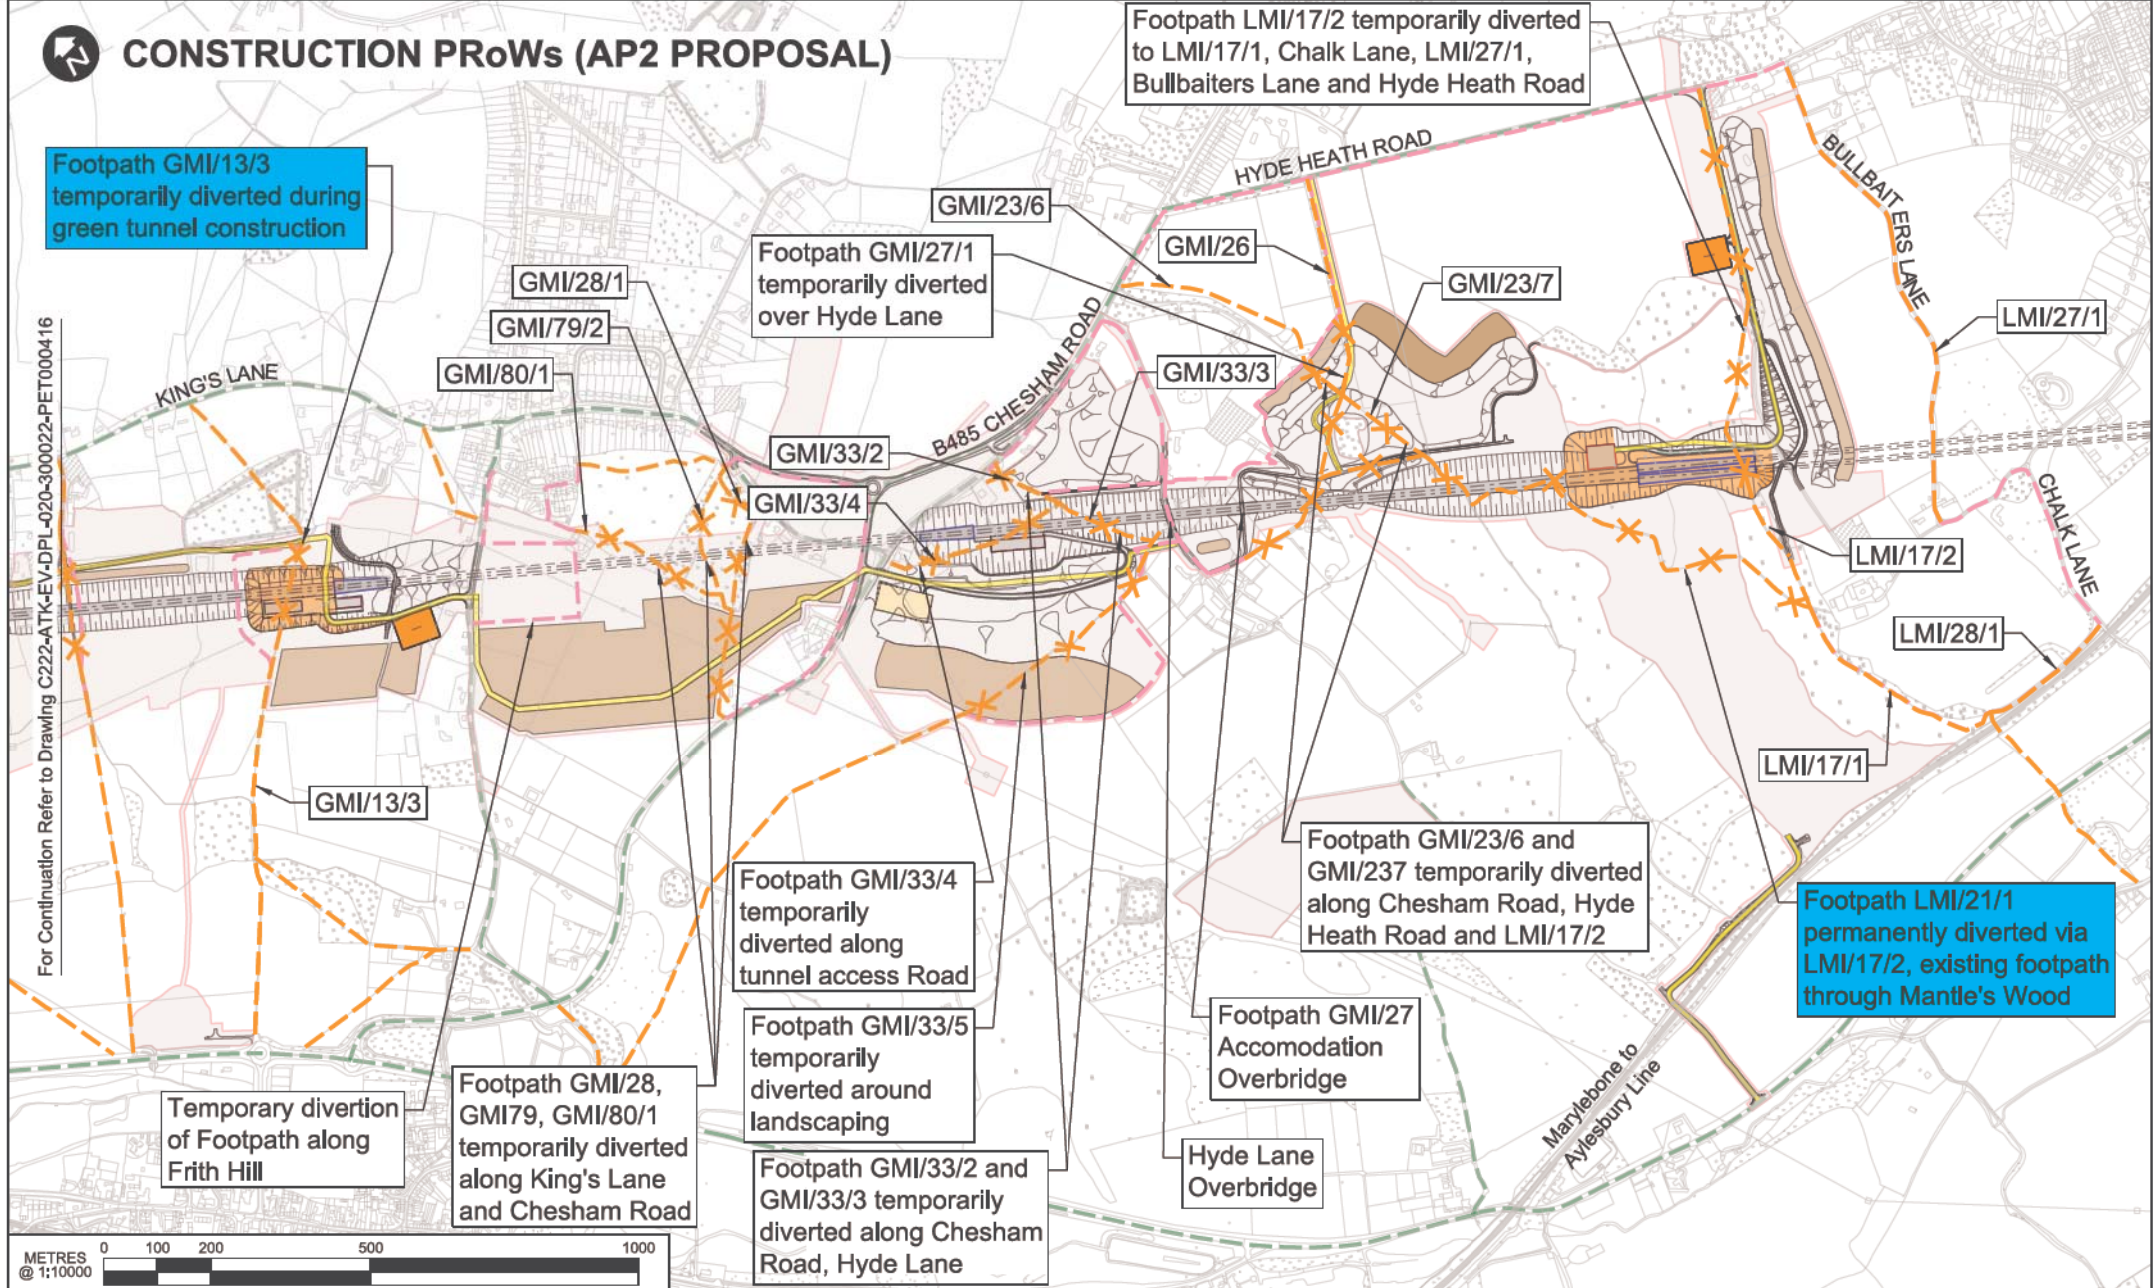 CONSTRUCTION PRoWs (AP2 PROPOSAL)
Footpath LMI/17/2 temporarily diverted
to LMI/17/1, Chalk Lane, LMI/27/1,
Bullbaiters Lane and Hyde Heath Road
Footpath GMI/13/3
temporarily diverted during
green tunnel construction
HYDE HEATH ROAD
BULLBAITERS LANE
GMI/23/6
GMI/26
Footpath GMI/27/1
temporarily diverted
over Hyde Lane
GMI/28/1
GMI/23/7
GMI/79/2
LMI/27/1
GMI/80/1
GMI/33/3
KING'S LANE
B485 CHESHAM ROAD
GMI/33/2
GMI/33/4
CHALK LANE
LMI/17/2
LMI/28/1
LMI/17/1
GMI/13/3
For Continuation Refer to Drawing C222-ATK-EV-DPL-020-300022-PET000416
Footpath GMI/33/4
temporarily
diverted along
tunnel access Road
Footpath GMI/23/6 and
GMI/237 temporarily diverted
along Chesham Road, Hyde
Heath Road and LMI/17/2
Footpath LMI/21/1
permanently diverted via
LMI/17/2, existing footpath
through Mantle's Wood
Footpath GMI/33/5
temporarily
diverted around
landscaping
Footpath GMI/27
Accomodation
Overbridge
Marylebone to
Aylesbury Line
Temporary divertion
of Footpath along
Frith Hill
Footpath GMI/28,
GMI79, GMI/80/1
temporarily diverted
along King's Lane
and Chesham Road
Footpath GMI/33/2 and
GMI/33/3 temporarily
diverted along Chesham
Road, Hyde Lane
Hyde Lane
Overbridge
METRES
@ 1:10000
0 100 200 500 1000